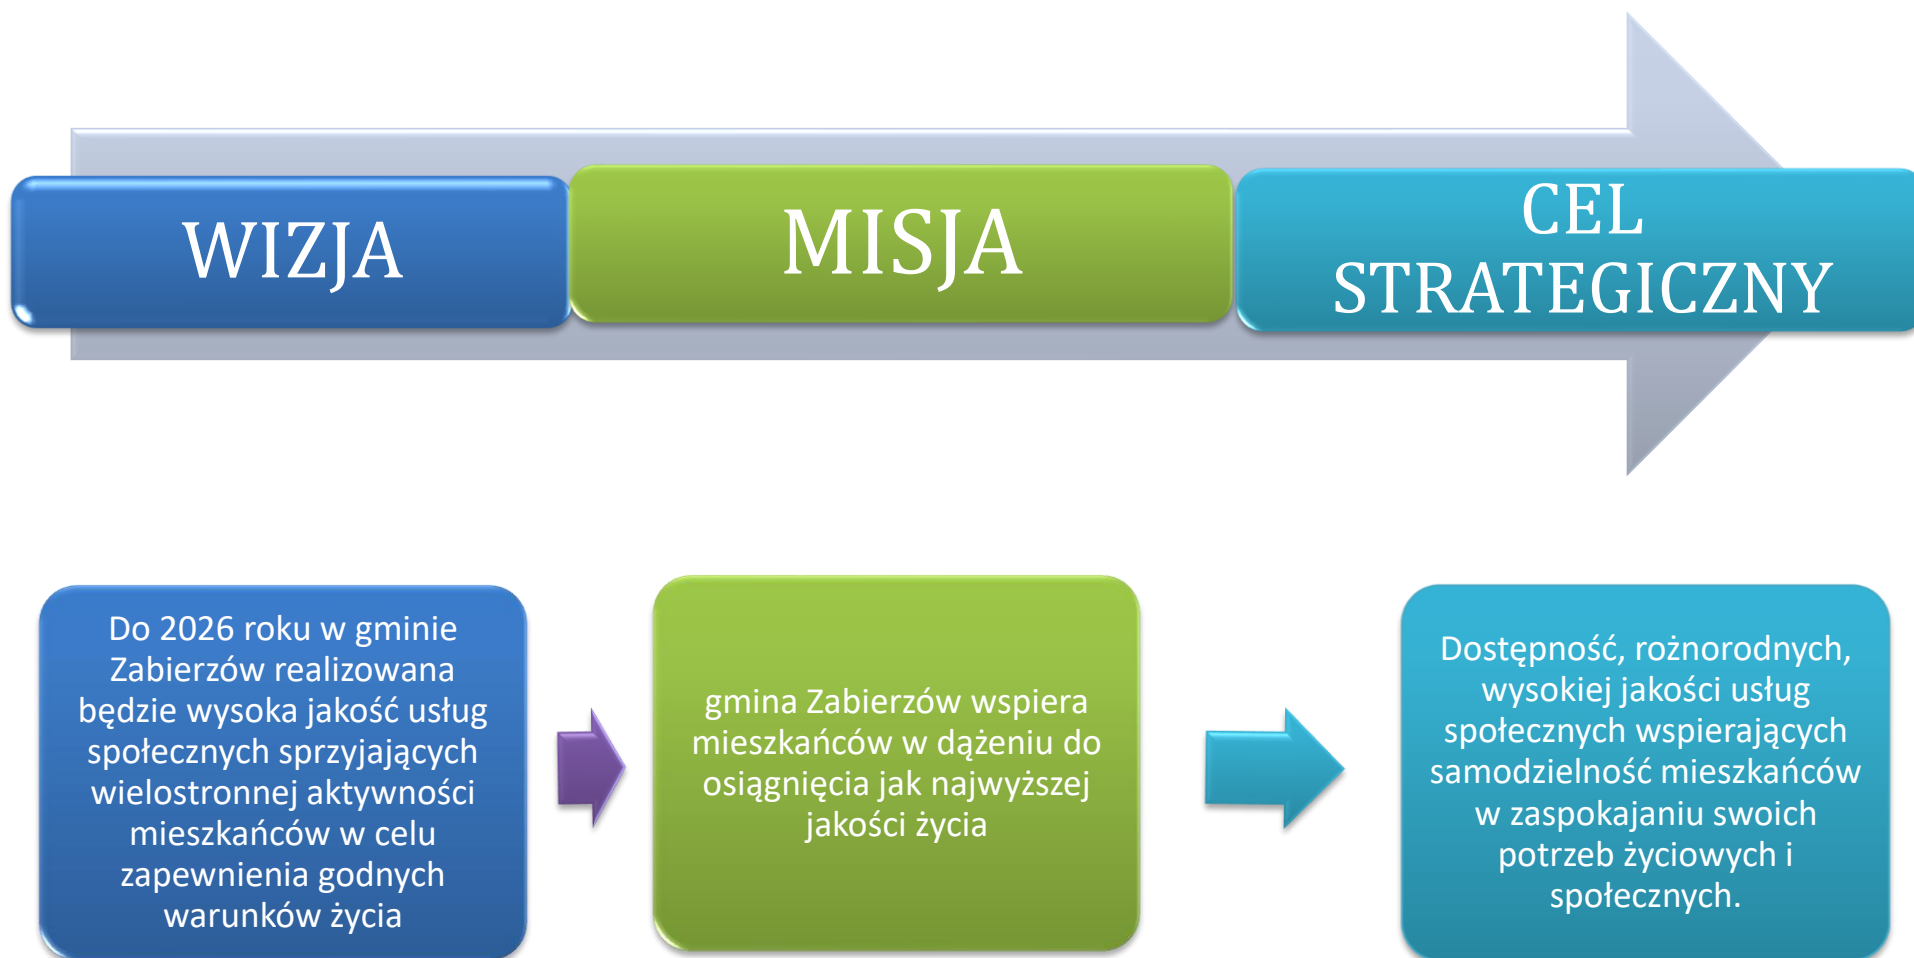 WIZJA
MISJA
CEL
STRATEGICZNY
Do 2026 roku w gminie
Zabierzów realizowana
będzie wysoka jakość usług
społecznych sprzyjających
wielostronnej aktywności
mieszkańców w celu
zapewnienia godnych
warunków życia
gmina Zabierzów wspiera
mieszkańców w dążeniu do
osiągnięcia jak najwyższej
jakości życia
Dostępność, rożnorodnych,
wysokiej jakości usług
społecznych wspierających
samodzielność mieszkańców
w zaspokajaniu swoich
potrzeb życiowych i
społecznych.